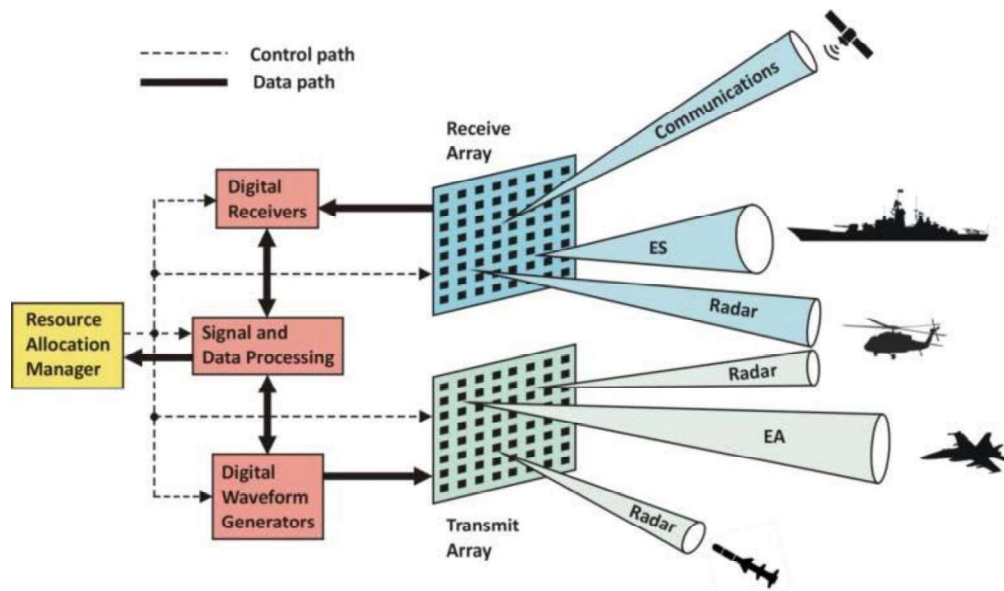 Control path
Data path
Communications
Receive
Array
Digital
Receivers
ES
Radar
Resource
Allocation
Manager
Signal and
Data Processing
Radar
EA
Digital
Waveform
Generators
Radar
Transmit
Array